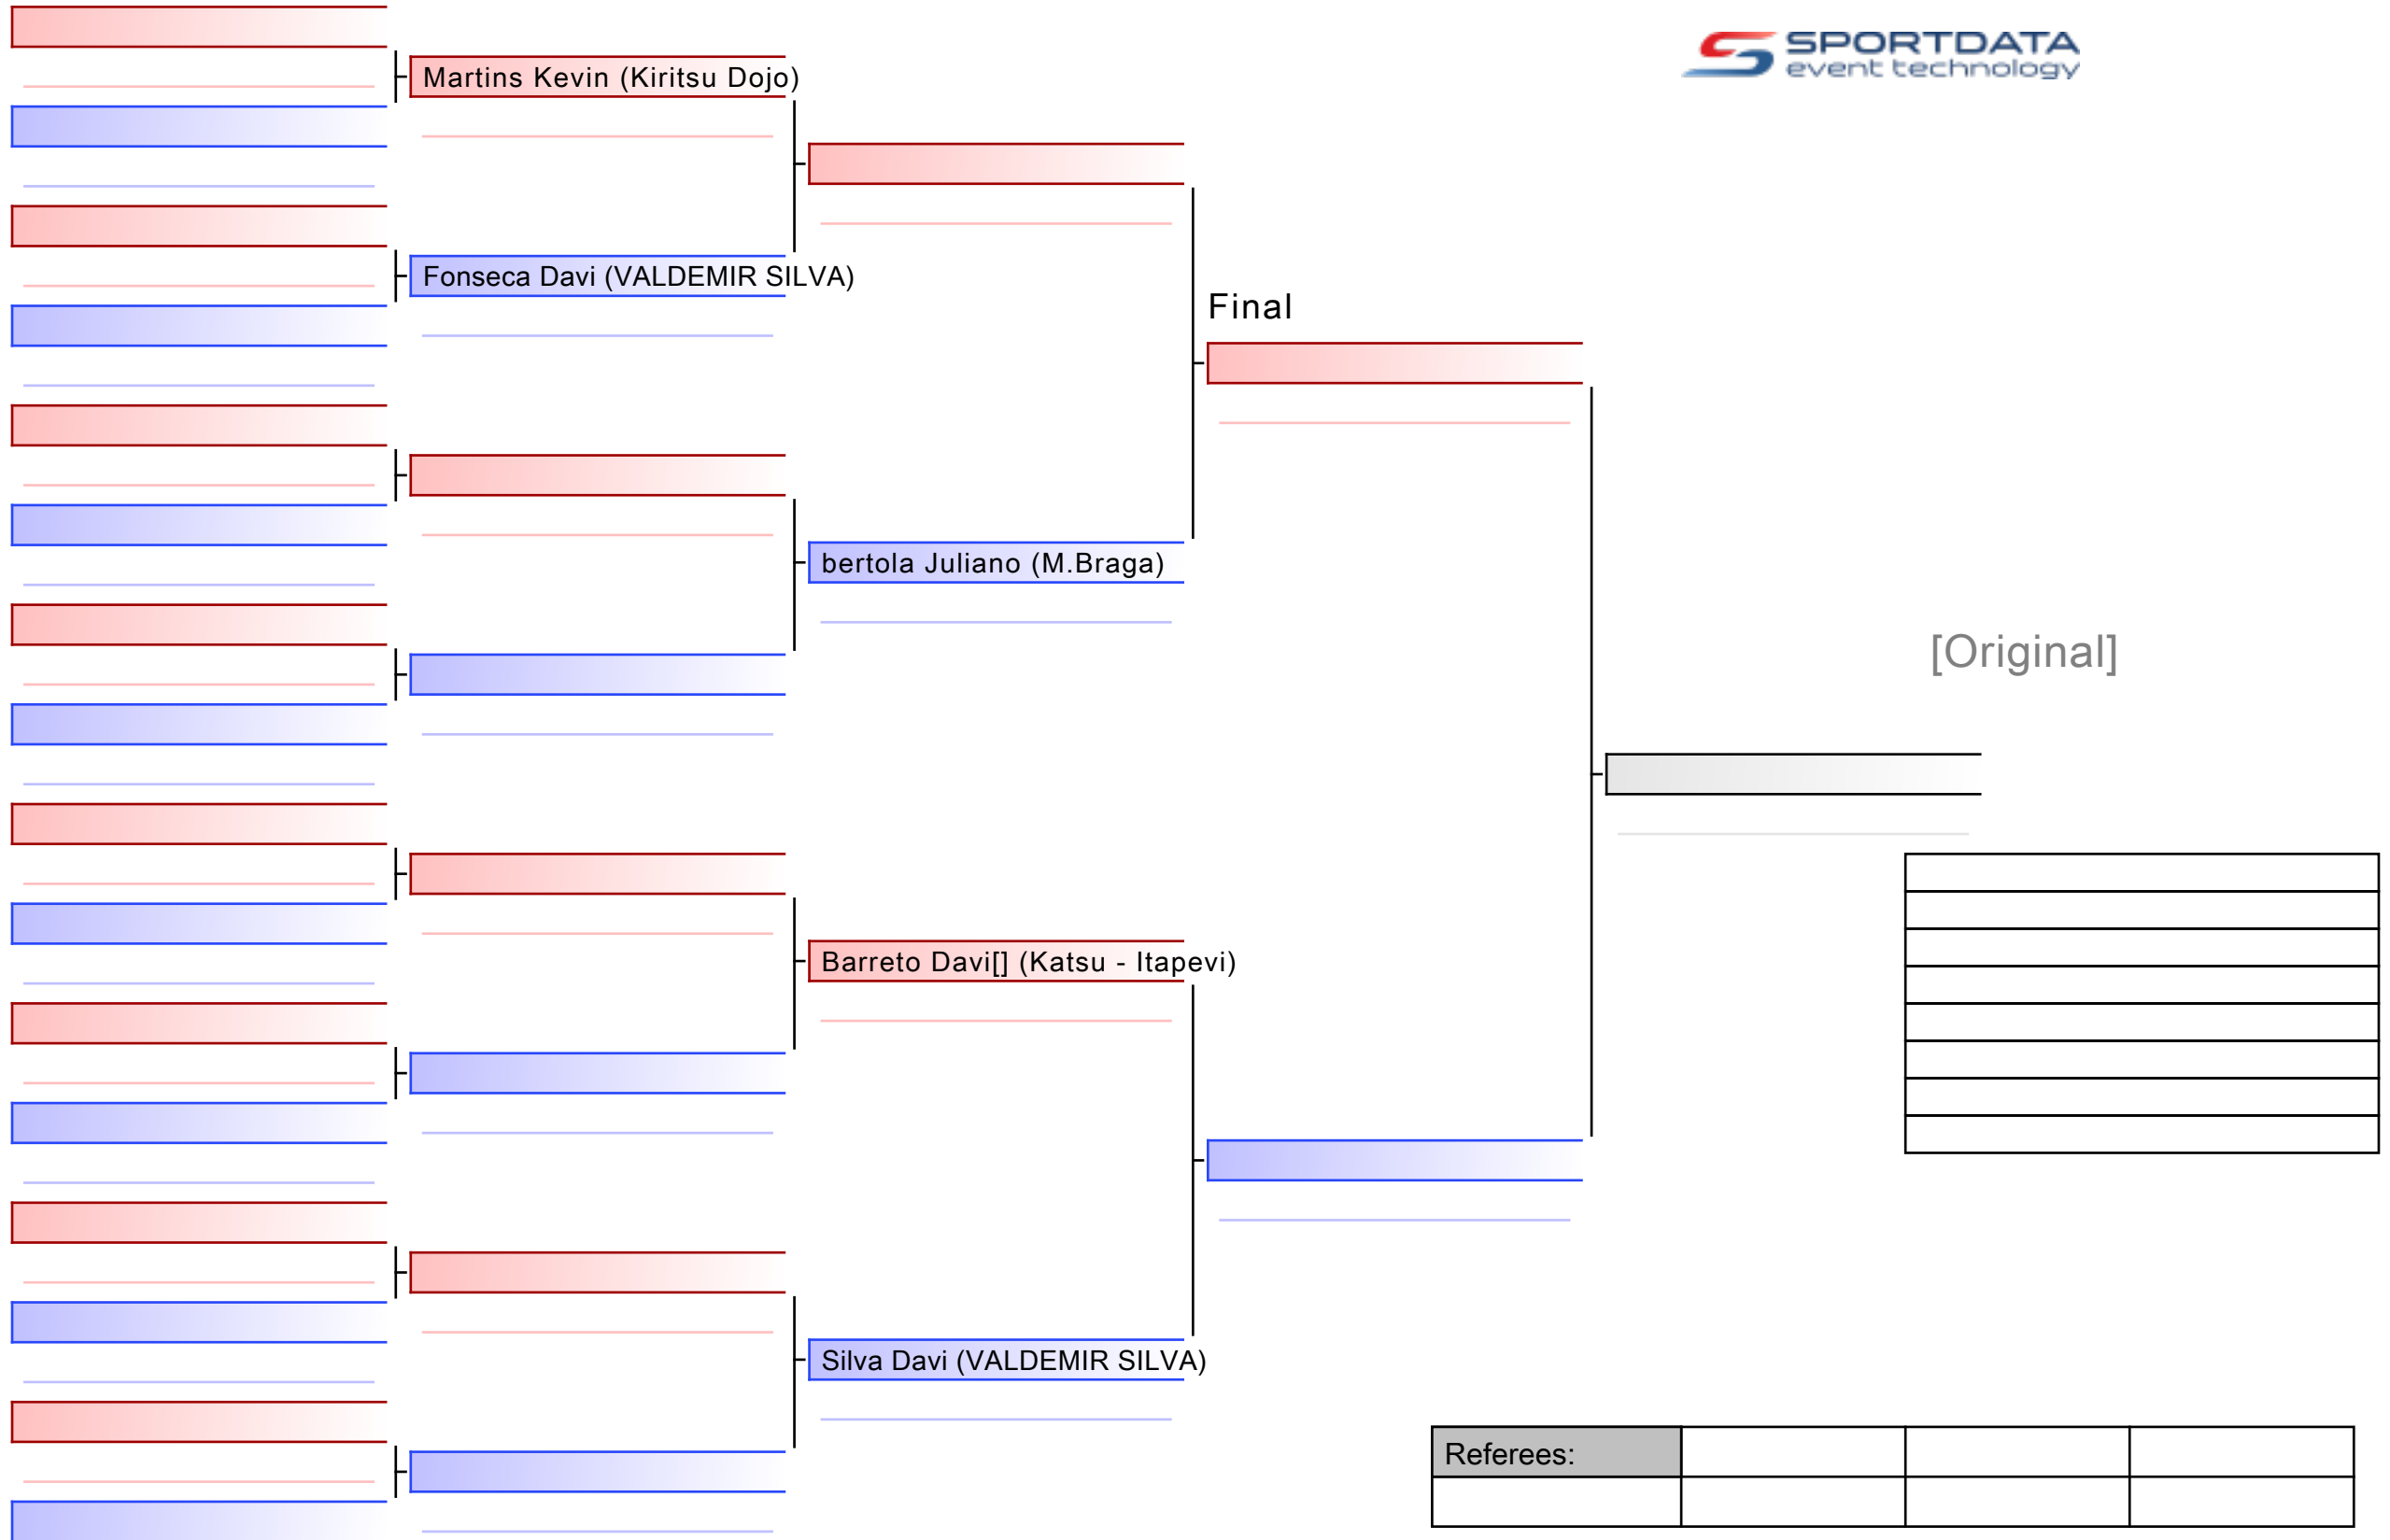 SPORTDATA
event technology
Martins Kevin (Kiritsu Dojo)
Fonseca Davi (VALDEMIR SILVA)
Final
bertola Juliano (M.Braga)
[Original]
Barreto Davi[] (Katsu - Itapevi)
Silva Davi (VALDEMIR SILVA)
Referees: